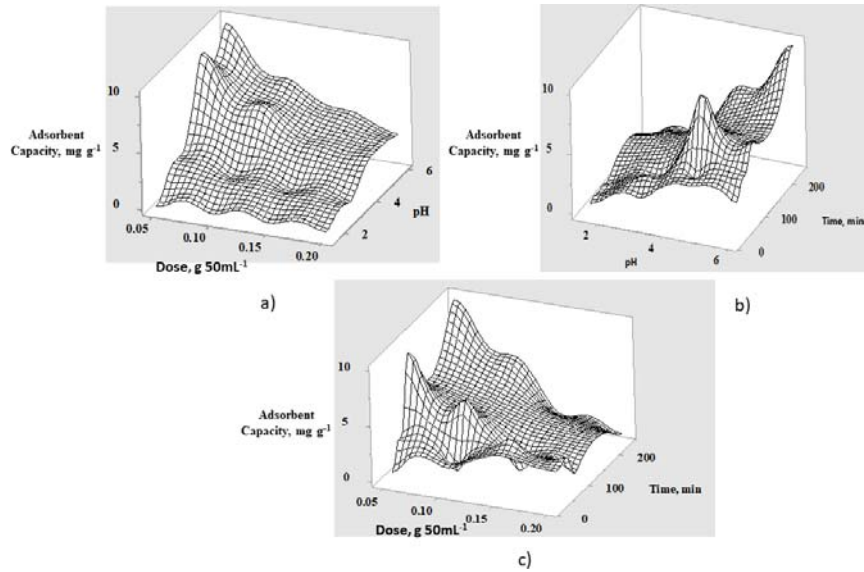 10
Adsorbent
Capacity, mg g-1
5
0
0.05
0.10
0.15
0.20
Dose, g 50mL-1
2
4
6
pH
a)
10
Adsorbent
Capacity, mg g-1
5
0
2
4
6
pH
0
100
200
Time, min
b)
10
Adsorbent
Capacity, mg g-1
5
0
0.05
0.10
0.15
0.20
Dose, g 50mL-1
0
100
200
Time, min
c)